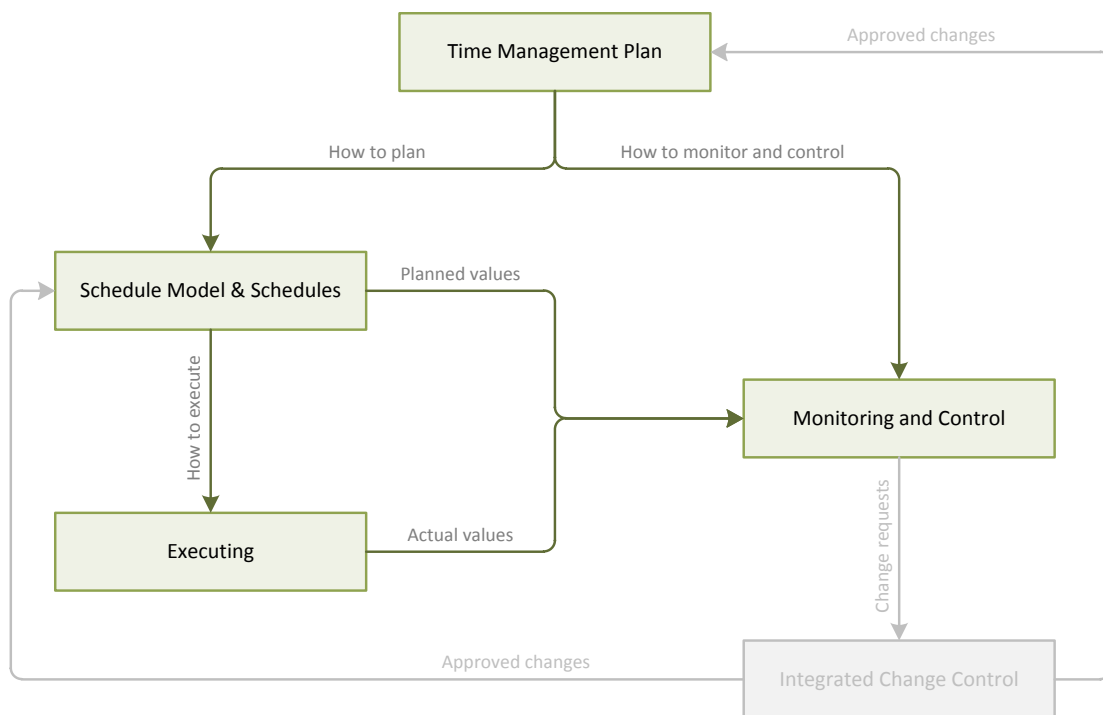 Approved changes
Time Management Plan
How to plan
How to monitor and control
Schedule Model & Schedules
Planned values
How to execute
Monitoring and Control
Executing
Actual values
Change requests
Approved changes
Integrated Change Control